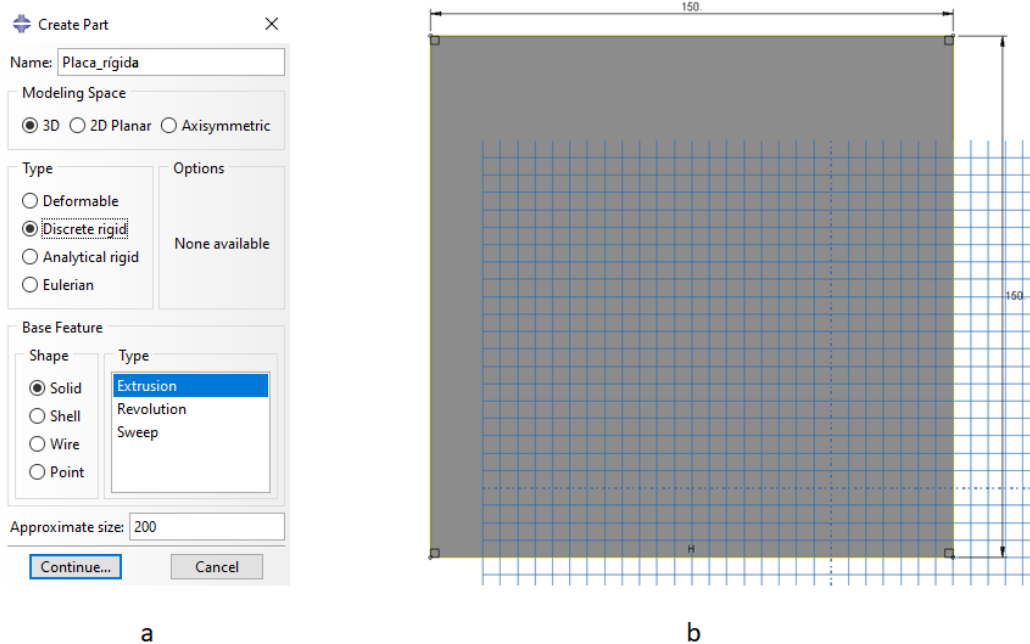 Create Part
Name: Placa_rígida
Modeling Space
3D 2D Planar Axisymmetric
Type
Deformable
Discrete rigid
Analytical rigid
Eulerian
Options
None available
Base Feature
Shape
Solid
Shell
Wire
Point
Type
Extrusion
Revolution
Sweep
Approximate size: 200
Continue... Cancel
a
150.
150.
H
b